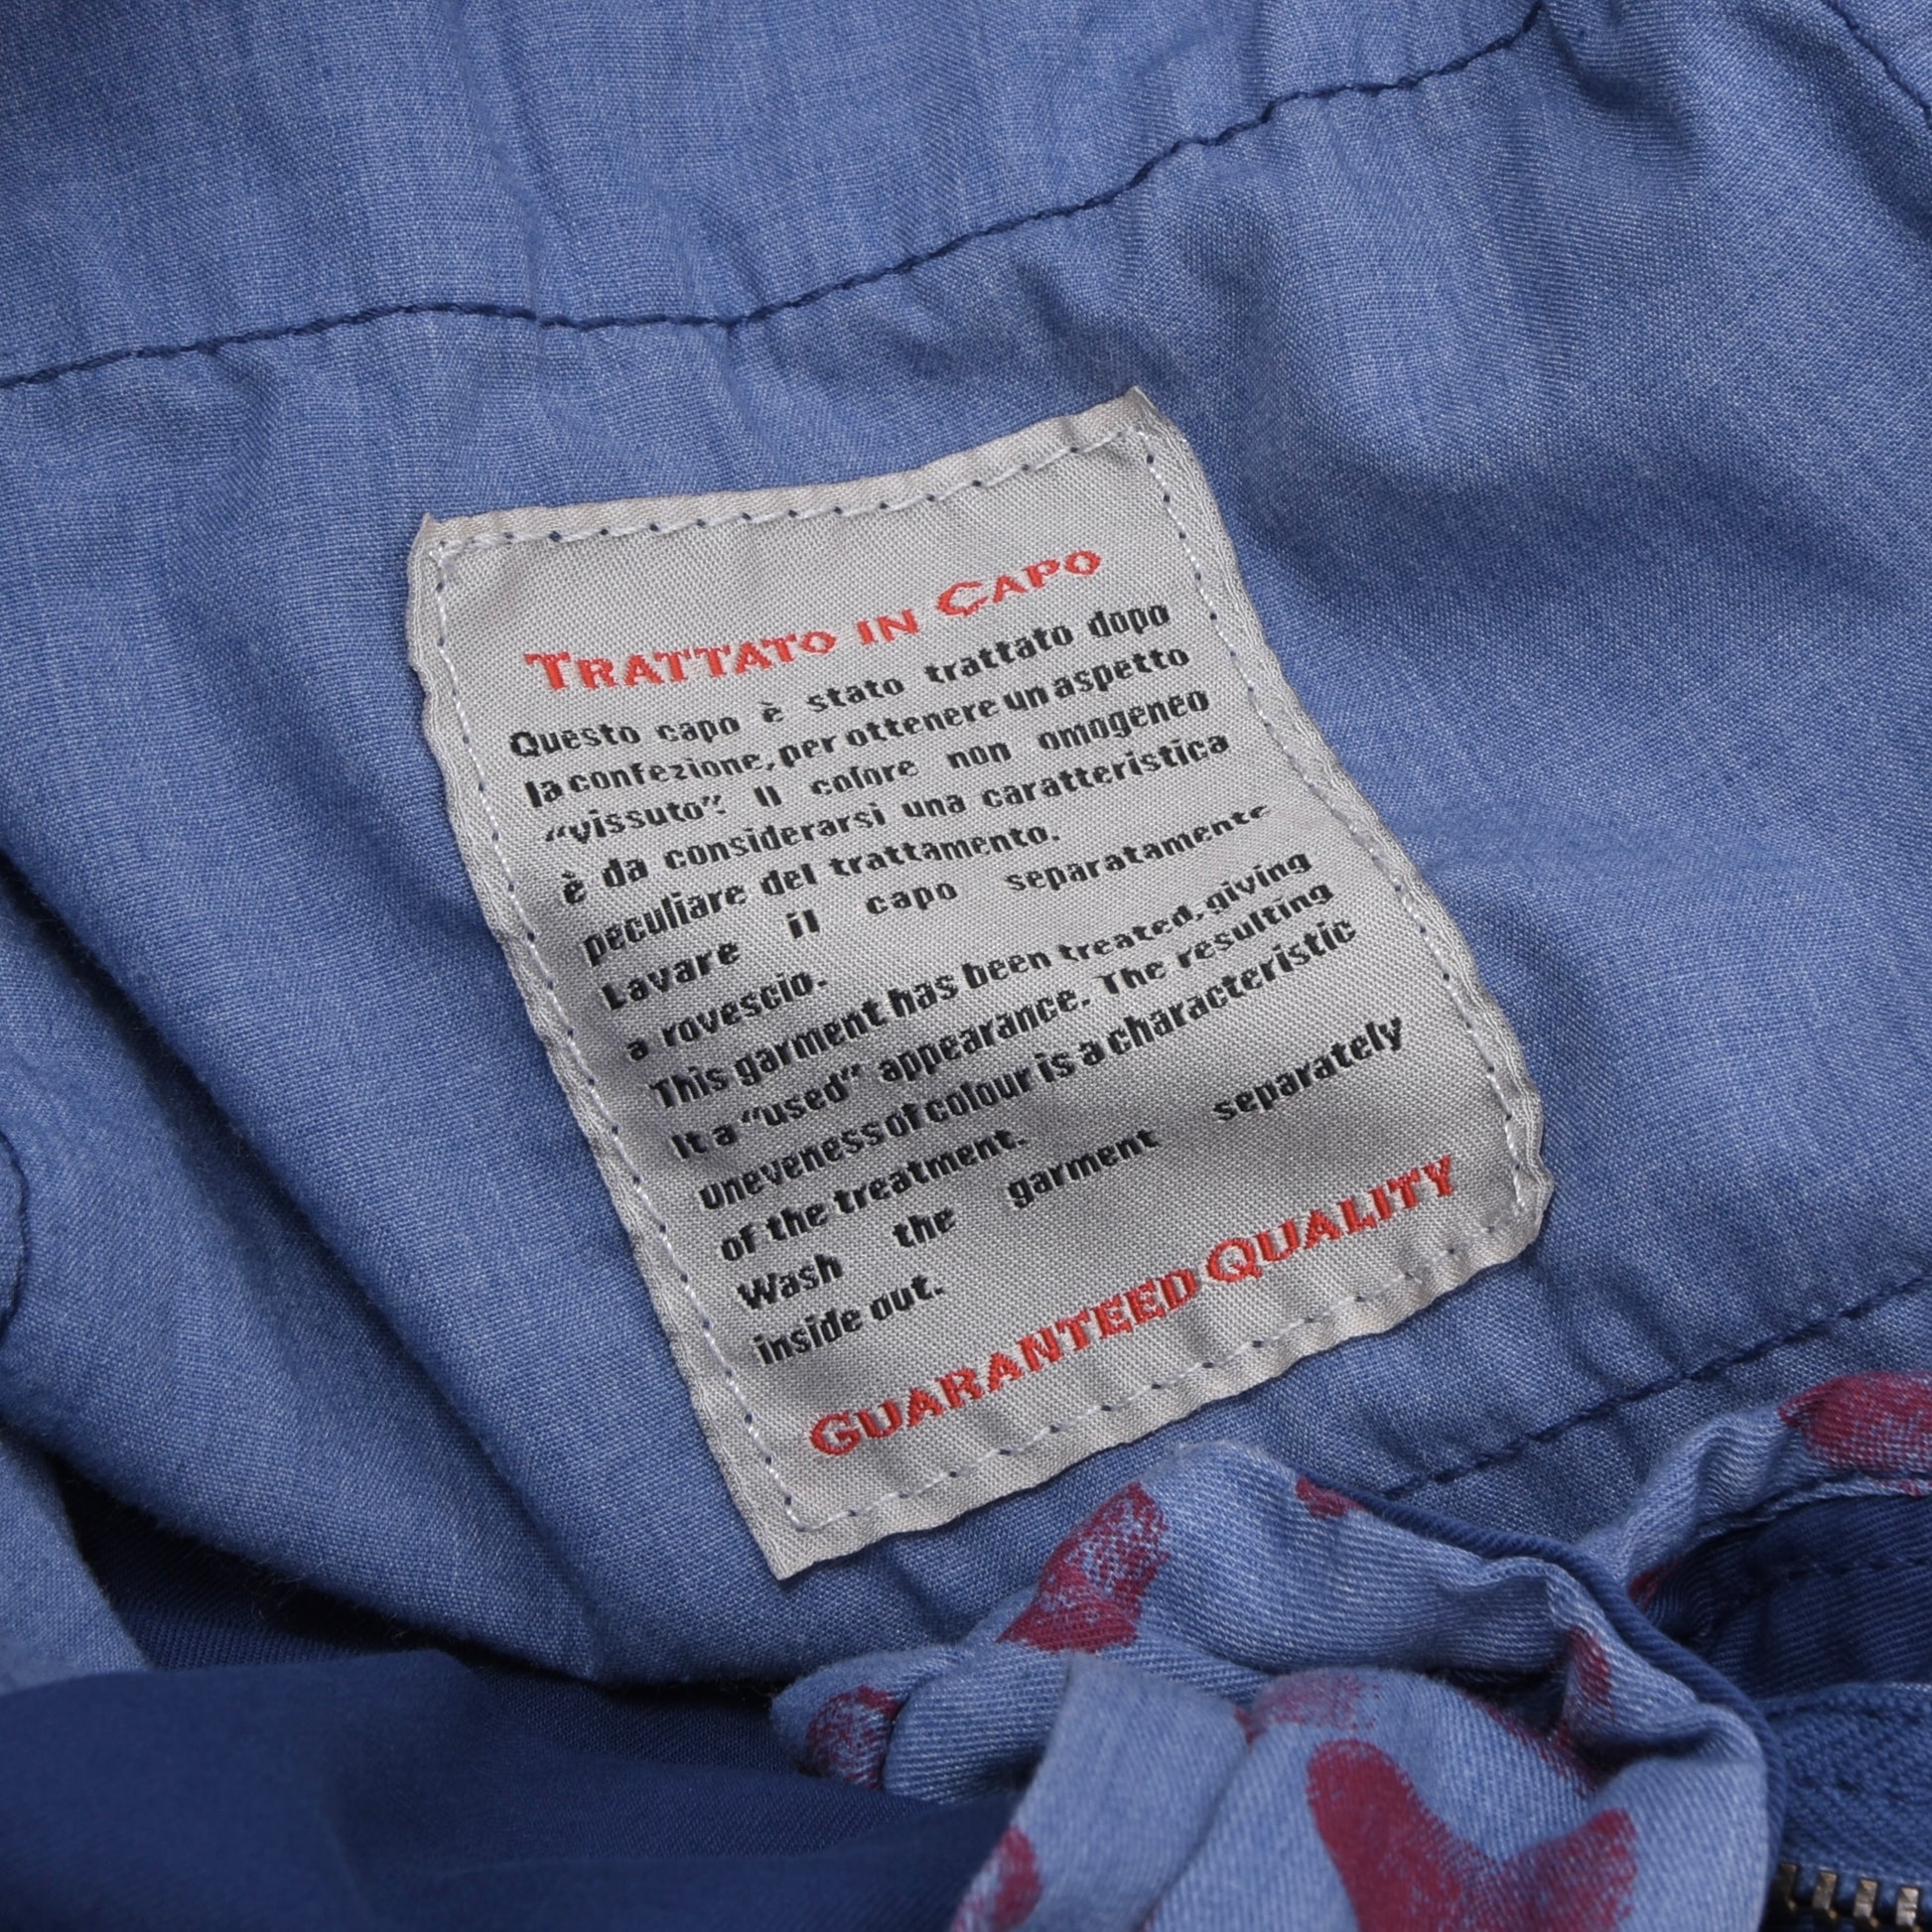 TRATTATO IN CAPO
Questo capo è stato trattato dopo
la confezione, per ottenere un aspetto
“vissuto”. Il colore non omogeneo
è da considerarsi una caratteristica
peculiare del trattamento.
Lavare il capo separatamente
a rovescio.
This garment has been treated, giving
It a “used” appearance. The resulting
uneveness of colour is a characteristic
of the treatment.
Wash the garment separately
inside out.
GUARANTEED QUALITY